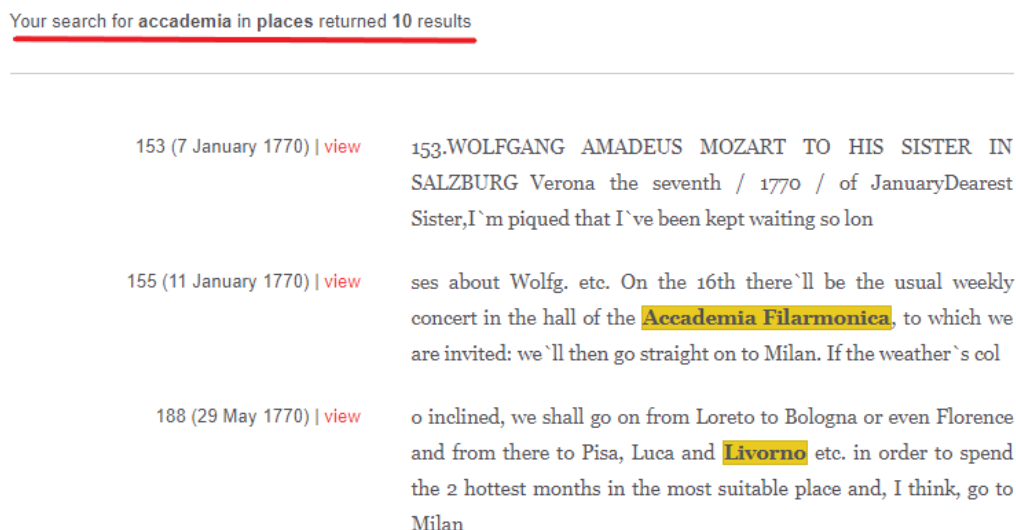 Your search for accademia in places returned 10 results
153 (7 January 1770) | view
153.WOLFGANG AMADEUS MOZART TO HIS SISTER IN
SALZBURG Verona the seventh / 1770 / of JanuaryDearest
Sister,I`m piqued that I`ve been kept waiting so lon
155 (11 January 1770) | view
ses about Wolfg. etc. On the 16th there`ll be the usual weekly
concert in the hall of the Accademia Filarmonica, to which we
are invited: we`ll then go straight on to Milan. If the weather`s col
188 (29 May 1770) | view
o inclined, we shall go on from Loreto to Bologna or even Florence
and from there to Pisa, Luca and Livorno etc. in order to spend
the 2 hottest months in the most suitable place and, I think, go to
Milan